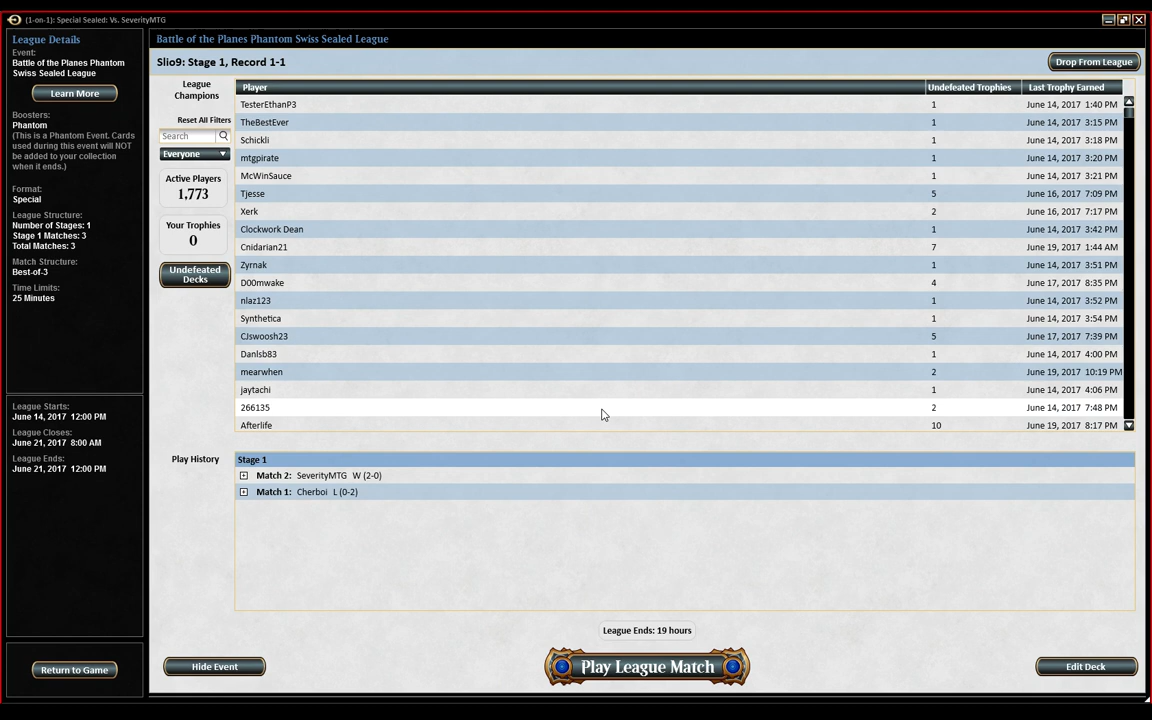 (1-on-1): Special Sealed: Vs. SeverityMTG
League Details
Event:
Battle of the Planes Phantom
Swiss Sealed League
Learn More
Boosters:
Phantom
(This is a Phantom Event. Cards
used during this event will NOT
be added to your collection
when it ends.)
Format:
Special
League Structure:
Number of Stages: 1
Stage 1 Matches: 3
Total Matches: 3
Match Structure:
Best-of-3
Time Limits:
25 Minutes
League Starts:
June 14, 2017 12:00 PM
League Closes:
June 21, 2017 8:00 AM
League Ends:
June 21, 2017 12:00 PM
Return to Game
Battle of the Planes Phantom Swiss Sealed League
Slio9: Stage 1, Record 1-1
Drop From League
League
Champions
Reset All Filters
Search
Everyone
Active Players
1,773
Your Trophies
0
Undefeated
Decks
Player Undefeated Trophies Last Trophy Earned
TesterEthanP3 1 June 14, 2017 1:40 PM
TheBestEver 1 June 14, 2017 3:15 PM
Schickli 1 June 14, 2017 3:18 PM
mtgpirate 1 June 14, 2017 3:20 PM
McWinSauce 1 June 14, 2017 3:21 PM
Tjesse 5 June 16, 2017 7:09 PM
Xerk 2 June 16, 2017 7:17 PM
Clockwork Dean 1 June 14, 2017 3:42 PM
Cnidarian21 7 June 19, 2017 1:44 AM
Zyrnak 1 June 14, 2017 3:51 PM
D00mwake 4 June 17, 2017 8:35 PM
nlaz123 1 June 14, 2017 3:52 PM
Synthetica 1 June 14, 2017 3:54 PM
CJswoosh23 5 June 17, 2017 7:39 PM
Danlsb83 1 June 14, 2017 4:00 PM
mearwhen 2 June 19, 2017 10:19 PM
jaytachi 1 June 14, 2017 4:06 PM
266135 2 June 14, 2017 7:48 PM
Afterlife 10 June 19, 2017 8:17 PM
Play History
Stage 1
Match 2: SeverityMTG W (2-0)
Match 1: Cherboi L (0-2)
League Ends: 19 hours
Hide Event
Play League Match
Edit Deck